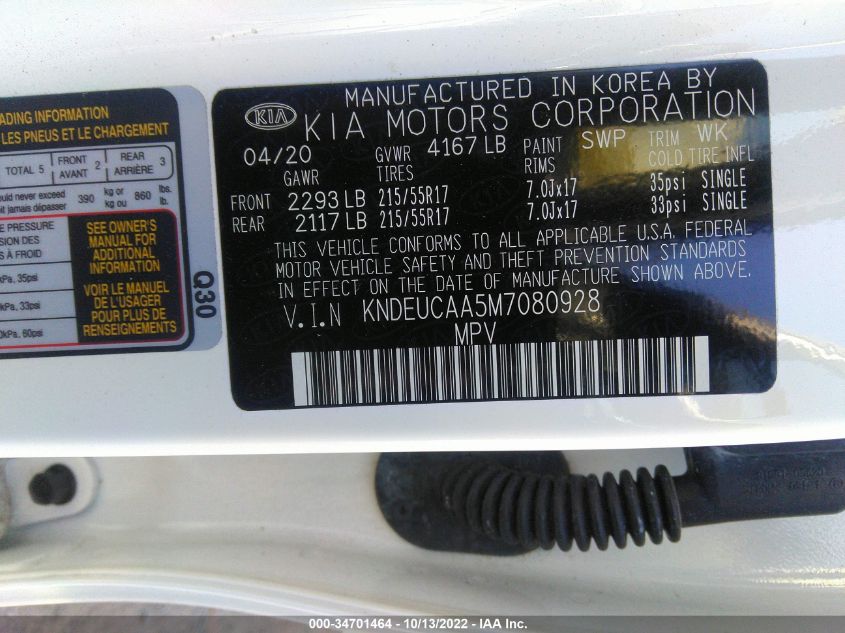 ADING INFORMATION
LES PNEUS ET LE CHARGEMENT
TOTAL 5
FRONT AVANT 2
REAR ARRIÈRE 3
ould never exceed
oit jamais dépasser
390 kg or kg ou 860 lbs. lb.
E PRESSURE
SION DES
À FROID
kPa, 35psi
kPa, 33psi
0kPa, 60psi
SEE OWNER'S
MANUAL FOR
ADDITIONAL
INFORMATION
VOIR LE MANUEL
DE L'USAGER
POUR PLUS DE
RENSEIGNEMENTS
Q30
KIA
MANUFACTURED IN KOREA BY
KIA MOTORS CORPORATION
04/20 GVWR 4167 LB PAINT SWP TRIM WK
GAWR TIRES RIMS COLD TIRE INFL
FRONT 2293 LB 215/55R17 7.0Jx17 35psi SINGLE
REAR 2117 LB 215/55R17 7.0Jx17 33psi SINGLE
THIS VEHICLE CONFORMS TO ALL APPLICABLE U.S.A. FEDERAL
MOTOR VEHICLE SAFETY AND THEFT PREVENTION STANDARDS
IN EFFECT ON THE DATE OF MANUFACTURE SHOWN ABOVE.
V.I.N KNDEUCAA5M7080928
MPV
000-34701464 - 10/13/2022 - IAA Inc.